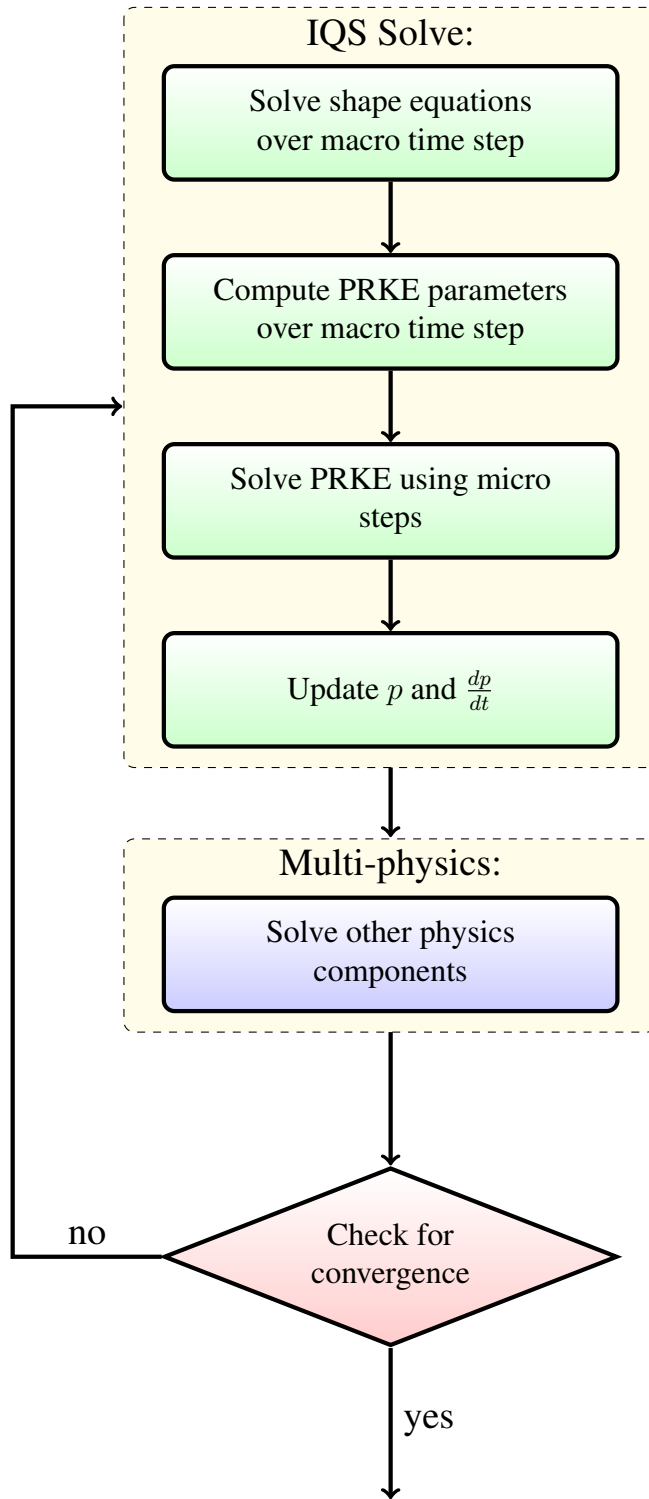 IQS Solve:
Solve shape equations
over macro time step
Compute PRKE parameters
over macro time step
Solve PRKE using micro
steps
Update p and dp/dt
Multi-physics:
Solve other physics
components
Check for
convergence
no
yes